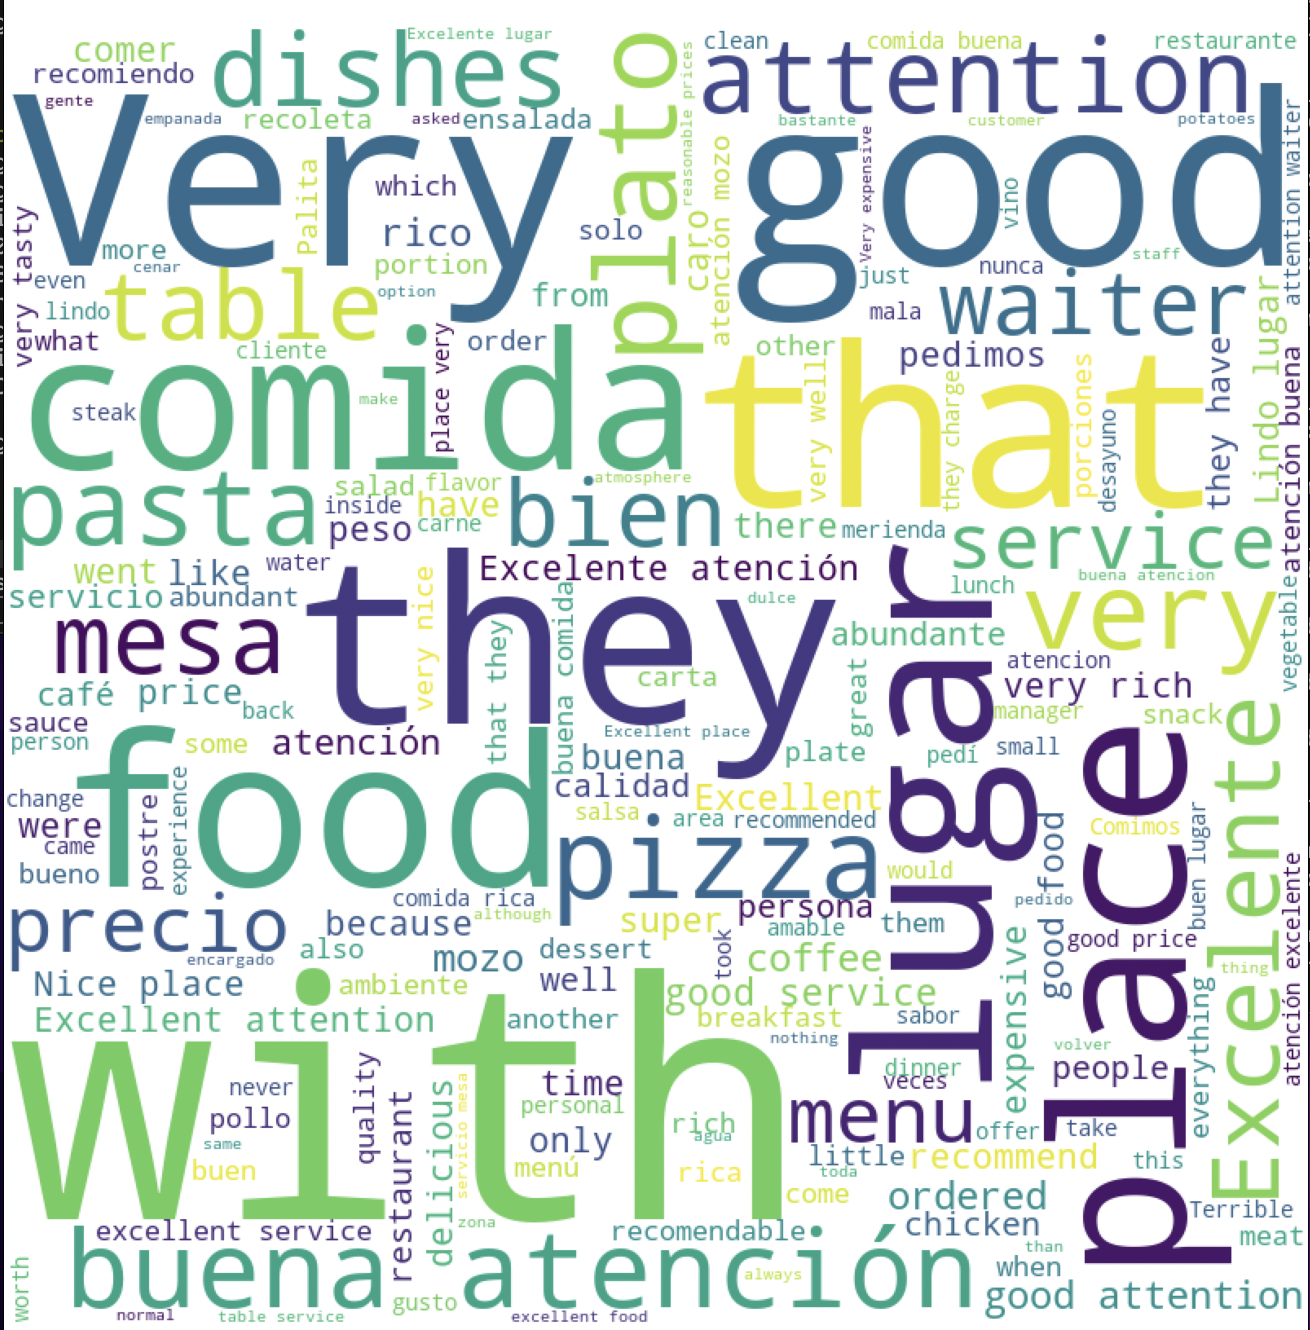 comer
dishes
Excelente lugar
plato
clean
comida buena
restaurante
recomiendo
attention
gente
Very
empanada
recoleta
asked
ensalada
reasonable prices
bastante
customer
potatoes
good
attention waiter
Palita
which
atención mozo
Very expensive
vino
very tasty
rico
solo
caro
more
cenar
portion
staff
even
table
option
from
just
nunca
waiter
Lindo lugar
lindo
mala
what
cliente
place very
order
other
pedimos
comida
that
very well
they charge
porciones
they have
atención buena
steak
make
desayuno
pasta
salad
flavor
atmosphere
inside
have
bien
peso
carne
there
merienda
service
went
like
water
Excelente atención
buena atencion
servicio
abundant
they
very nice
buena comida
dulce
lugar
lunch
very
vegetable
mesa
that they
abundante
atencion
café
price
carta
great
very rich
back
manager
snack
sauce
person
some
atención
Excellent place
buena
plate
pedí
small
place
Excelente
food
calidad
change
postre
experience
salsa
Excellent
area
recommended
good food
Comimos
buen lugar
were
came
bueno
pizza
would
atención excelente
comida rica
pedido
precio
because
although
super
persona
amable
them
encargado
also
mozo
dessert
took
coffee
good price
Nice place
ambiente
well
expensive
thing
with
good service
everything
Excellent attention
another
breakfast
sabor
nothing
volver
quality
dinner
people
never
time
veces
pollo
restaurant
delicious
servicio mesa
personal
rich
menu
offer
take
same
agua
only
buen
menú
rica
little
recommend
this
toda
come
ordered
Terrible
excellent service
zona
recomendable
chicken
meat
worth
buena
atención
than
when
always
gusto
good attention
normal
table service
excellent food